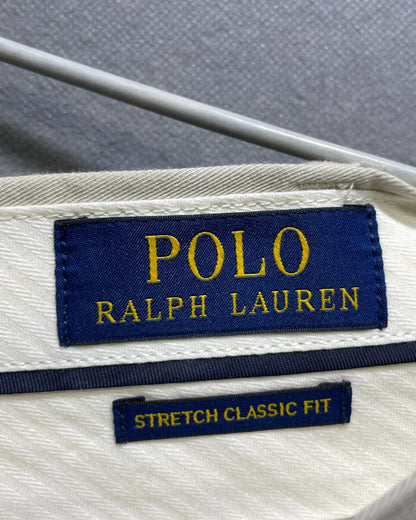 POLO
RALPH LAUREN
STRETCH CLASSIC FIT